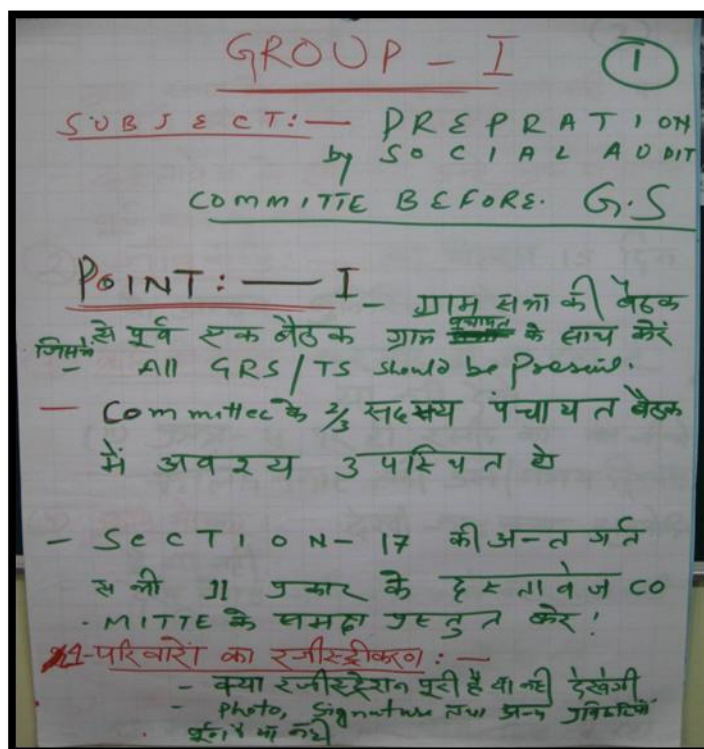 GROUP - I ①
SUBJECT:- PREPRATION
by SOCIAL AUDIT
COMMITTE BEFORE. G.S
POINT: — I - ग्राम सभा की बैठक
से पूर्व एक बैठक ग्राम पंचायत के साथ करें
जिसमें
- All GRS/TS should be Present.
- Committee के 2/3 सदस्य पंचायत बैठक
में अवश्य उपस्थित हो
- SECTION-17 की अन्तर्गत
सभी 11 प्रकार के दस्तावेज CO
MITTE के समक्ष प्रस्तुत करें!
1-परिवारों का रजीस्ट्रीकरण: -
- क्या रजीस्ट्रेशन पूरी है या नही देखेगी
- Photo, Signature तथा अन्य प्रविष्टियाँ
पूर्ण है या नही